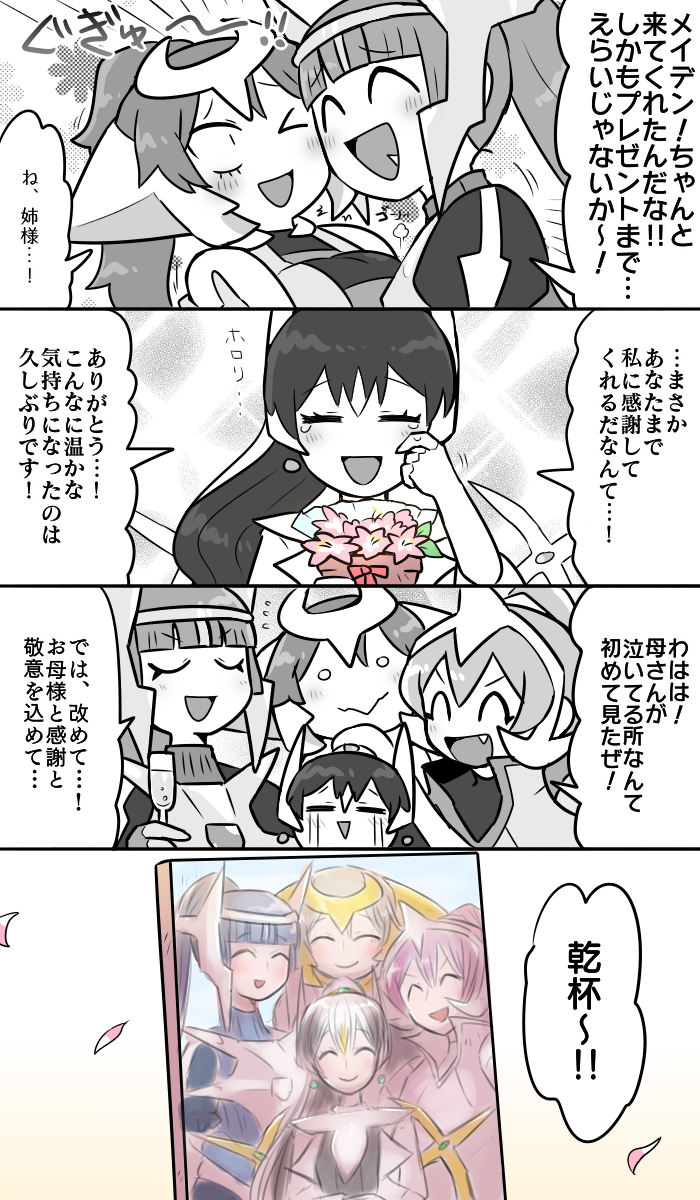 メイデン！ちゃんと
来てくれたんだな!!
しかもプレゼントまで…
えらいじゃないか～！
ぐぎゅ～～!!
ね、姉様…！
…まさか
あなたまで
私に感謝して
くれるだなんて…！
ホロリ…
ありがとう…！
こんなに温かな
気持ちになったのは
久しぶりです！
わはは！
母さんが
泣いてる所なんて
初めて見たぜ！
では、改めて…！
お母様と感謝と
敬意を込めて…
乾杯～!!